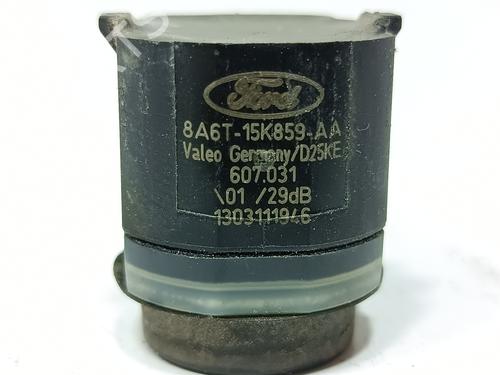 Ford
8A6T-15K859-AA
Valeo Germany/D25KE
607.031
\01 /29dB
1303111946